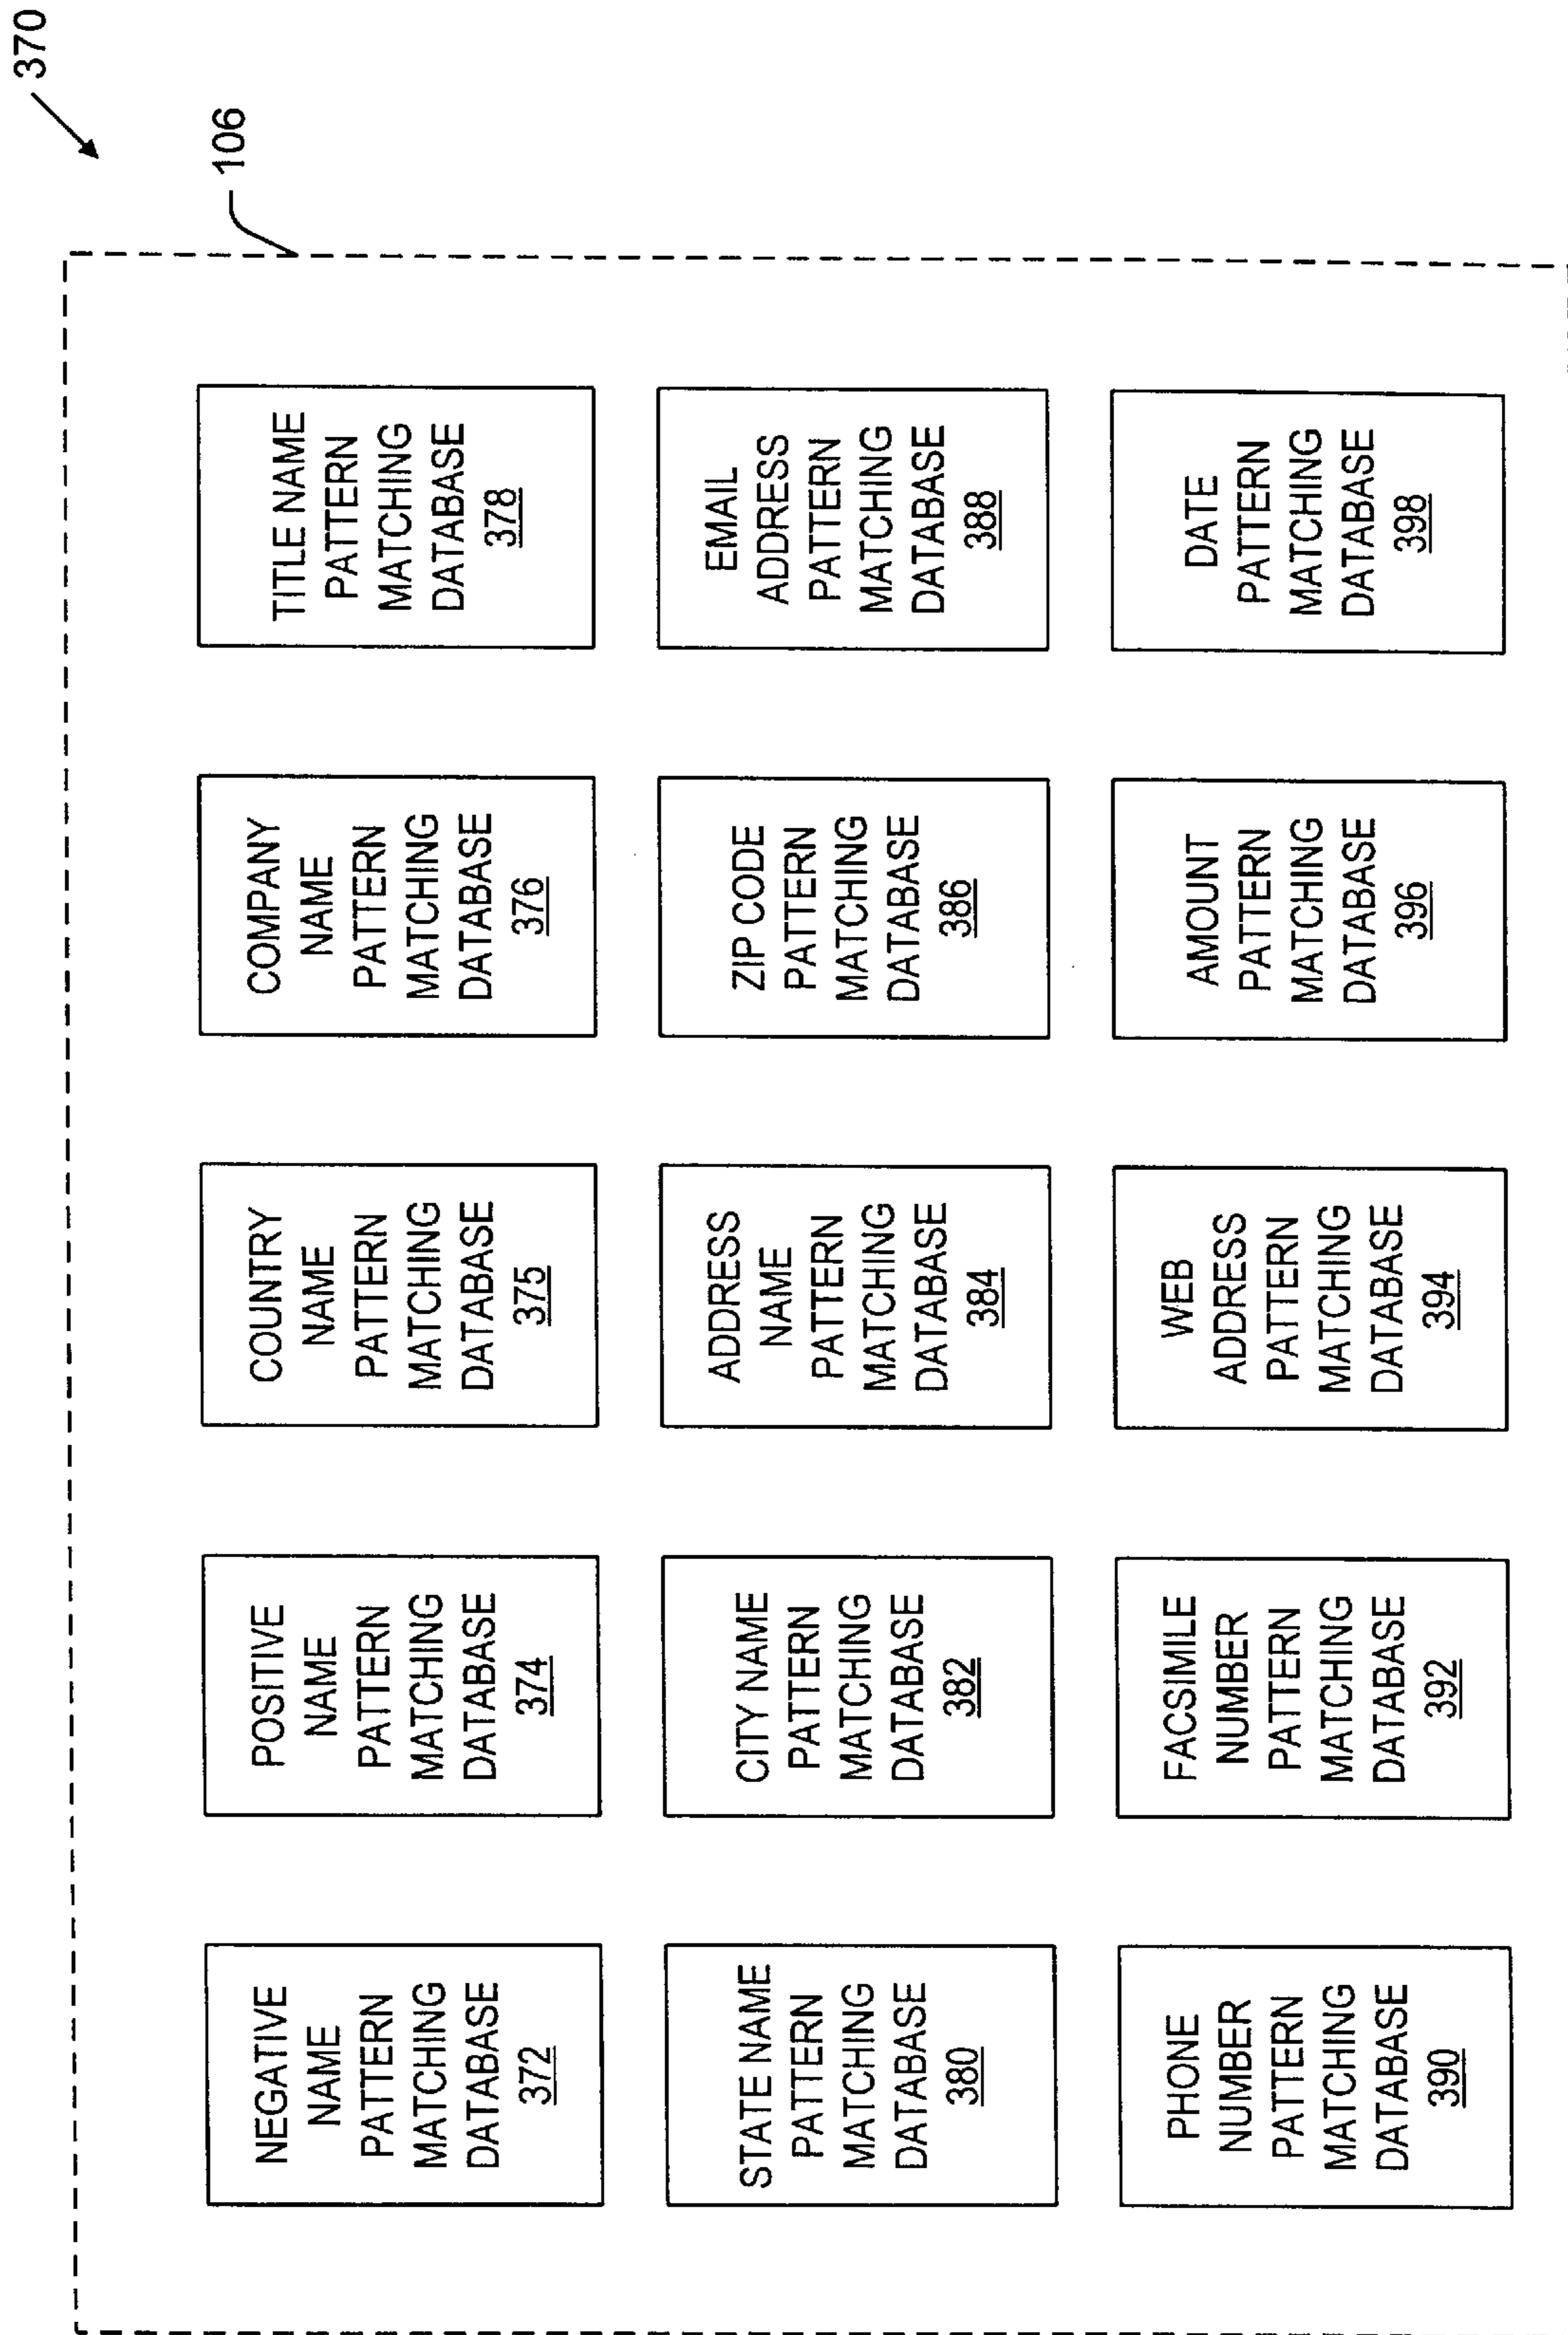 370
106
NEGATIVE
NAME
PATTERN
MATCHING
DATABASE
372
POSITIVE
NAME
PATTERN
MATCHING
DATABASE
374
COUNTRY
NAME
PATTERN
MATCHING
DATABASE
375
COMPANY
NAME
PATTERN
MATCHING
DATABASE
376
TITLE NAME
PATTERN
MATCHING
DATABASE
378
STATE NAME
PATTERN
MATCHING
DATABASE
380
CITY NAME
PATTERN
MATCHING
DATABASE
382
ADDRESS
NAME
PATTERN
MATCHING
DATABASE
384
ZIP CODE
PATTERN
MATCHING
DATABASE
386
EMAIL
ADDRESS
PATTERN
MATCHING
DATABASE
388
PHONE
NUMBER
PATTERN
MATCHING
DATABASE
390
FACSIMILE
NUMBER
PATTERN
MATCHING
DATABASE
392
WEB
ADDRESS
PATTERN
MATCHING
DATABASE
394
AMOUNT
PATTERN
MATCHING
DATABASE
396
DATE
PATTERN
MATCHING
DATABASE
398